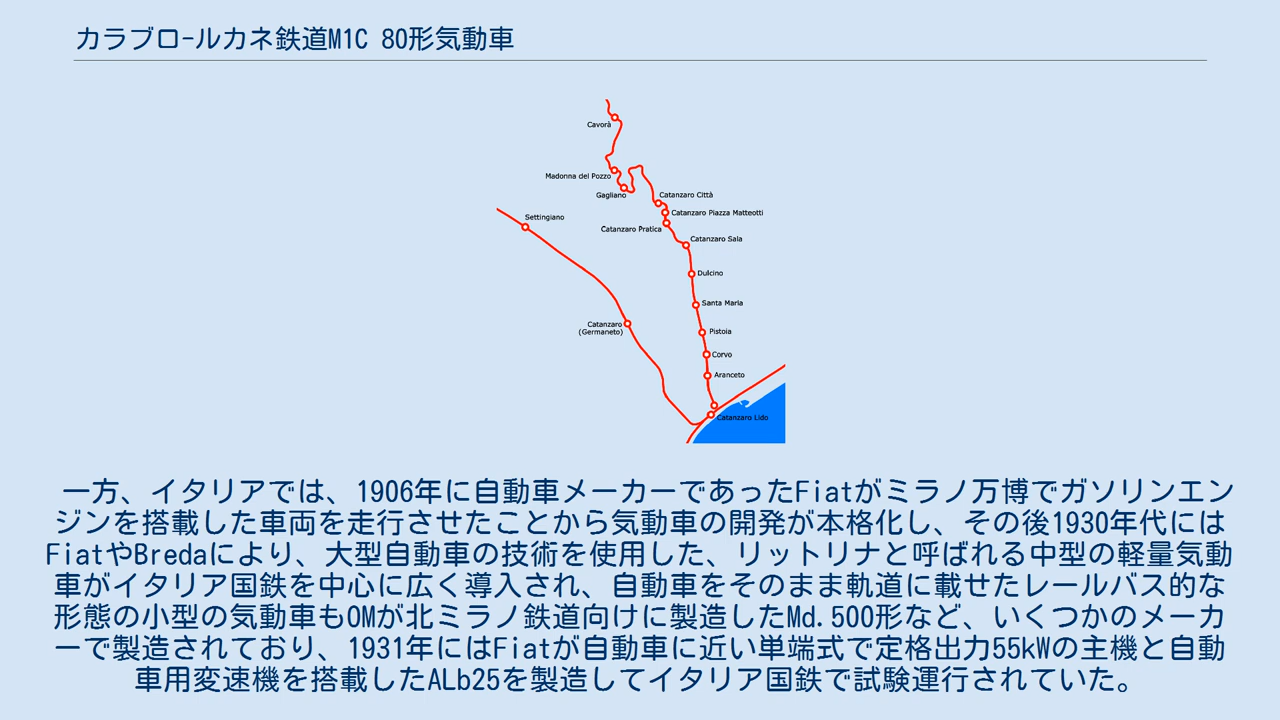 カラブロールカネ鉄道M1C 80形気動車
Cavorà
Madonna del Pozzo
Gagliano
Catanzaro Città
Catanzaro Piazza Matteotti
Catanzaro Pratica
Settingiano
Catanzaro Sala
Dulcino
Santa Maria
Catanzaro
(Germaneto)
Pistoia
Corvo
Aranceto
Catanzaro Lido
一方、イタリアでは、1906年に自動車メーカーであったFiatがミラノ万博でガソリンエン
ジンを搭載した車両を走行させたことから気動車の開発が本格化し、その後1930年代には
FiatやBredaにより、大型自動車の技術を使用した、リットリナと呼ばれる中型の軽量気動
車がイタリア国鉄を中心に広く導入され、自動車をそのまま軌道に載せたレールバス的な
形態の小型の気動車もOMが北ミラノ鉄道向けに製造したMd.500形など、いくつかのメーカ
ーで製造されており、1931年にはFiatが自動車に近い単端式で定格出力55kWの主機と自動
車用変速機を搭載したALb25を製造してイタリア国鉄で試験運行されていた。